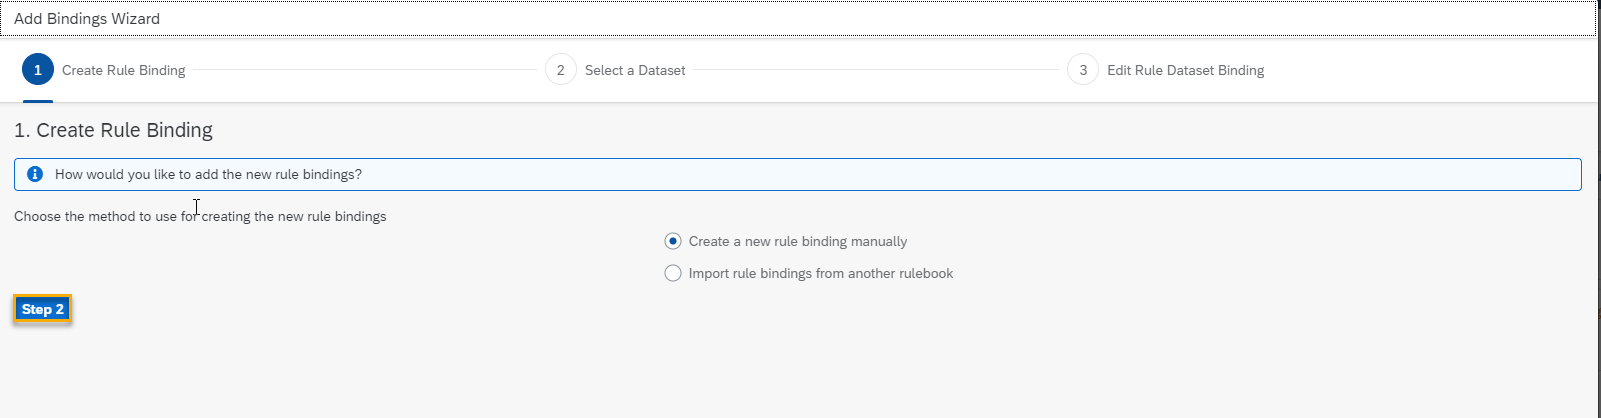 Add Bindings Wizard
1 Create Rule Binding 2 Select a Dataset 3 Edit Rule Dataset Binding
1. Create Rule Binding
How would you like to add the new rule bindings?
Choose the method to use for creating the new rule bindings
Create a new rule binding manually
Import rule bindings from another rulebook
Step 2